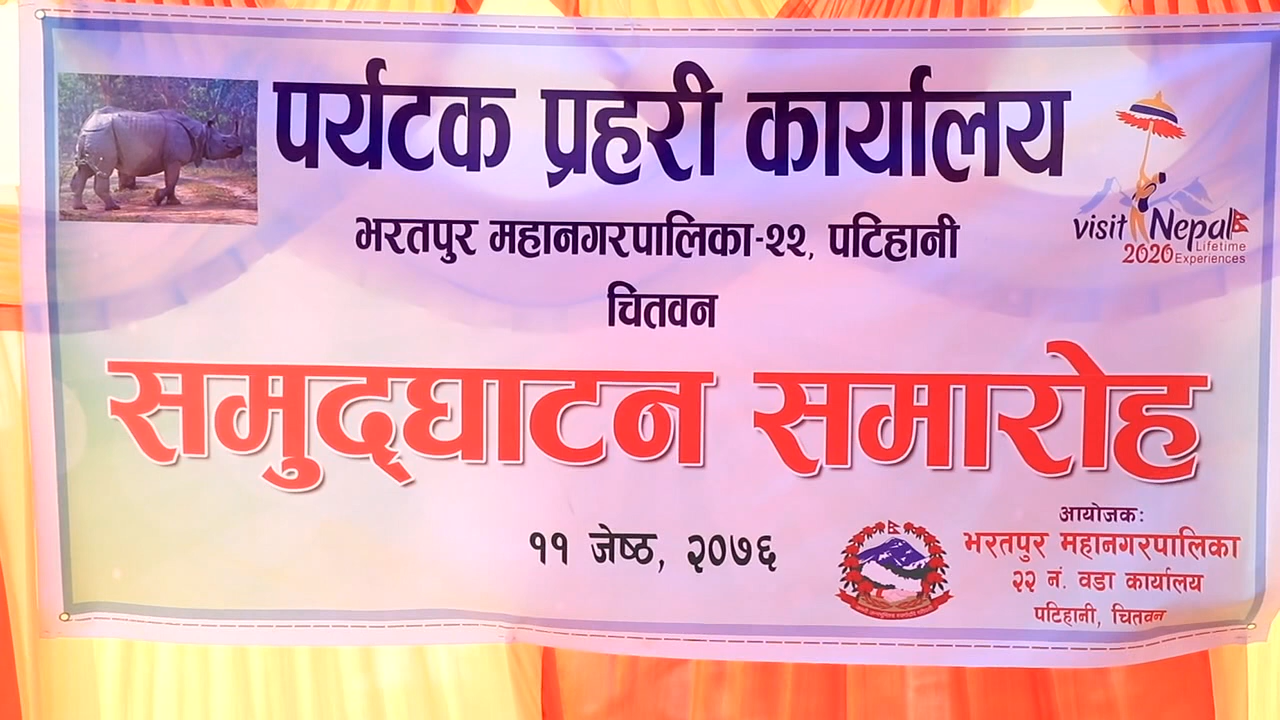 पर्यटक प्रहरी कार्यालय
भरतपुर महानगरपालिका-२२, पटिहानी
चितवन
visit Nepal
2020 Lifetime Experiences
समुद्घाटन समारोह
११ जेष्ठ, २०७६
आयोजकः
भरतपुर महानगरपालिका
२२ नं. वडा कार्यालय
पटिहानी, चितवन